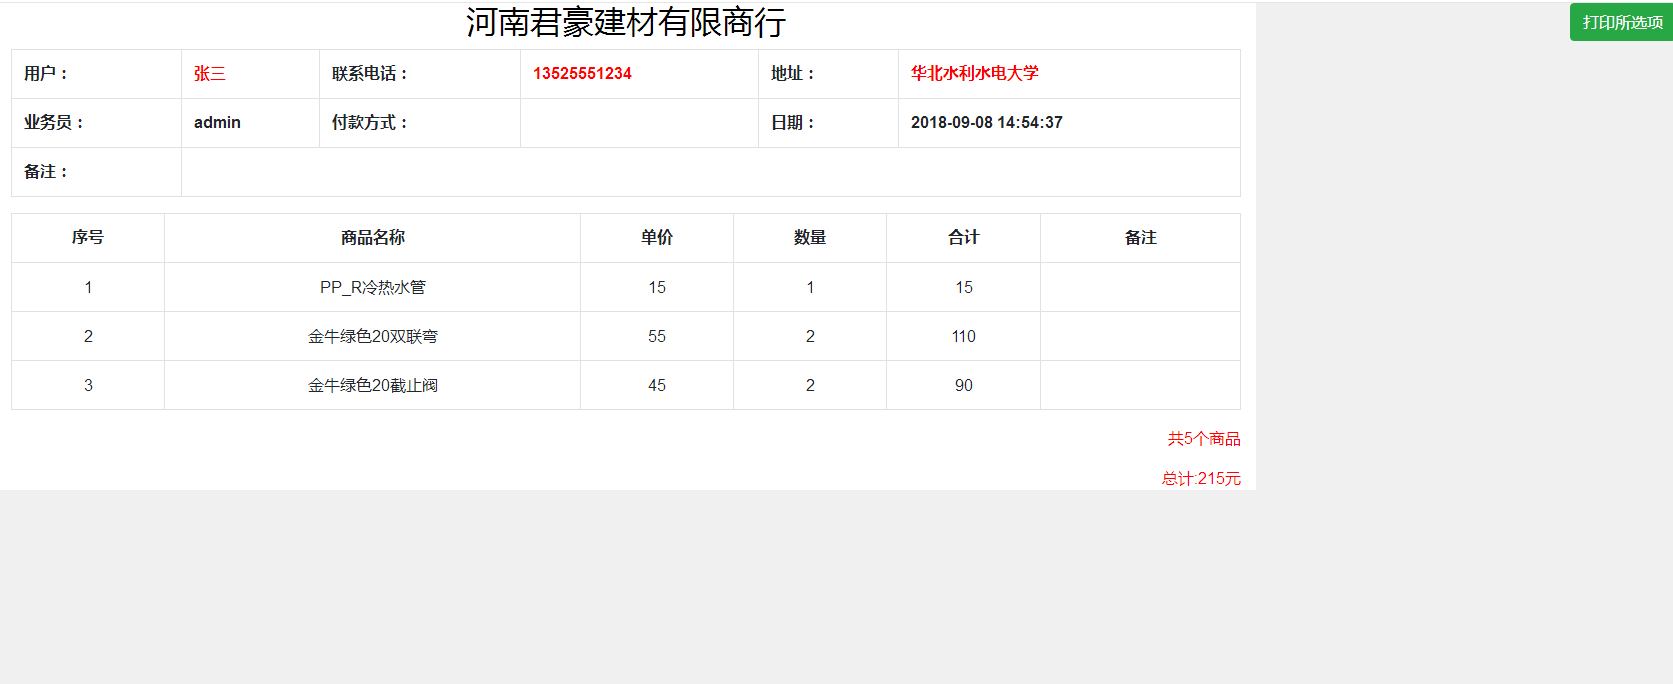 河南君豪建材有限商行
打印所选项
用户： 张三 联系电话： 13525551234 地址： 华北水利水电大学
业务员： admin 付款方式： 日期： 2018-09-08 14:54:37
备注：
序号 商品名称 单价 数量 合计 备注
1 PP_R冷热水管 15 1 15
2 金牛绿色20双联弯 55 2 110
3 金牛绿色20截止阀 45 2 90
共5个商品
总计:215元